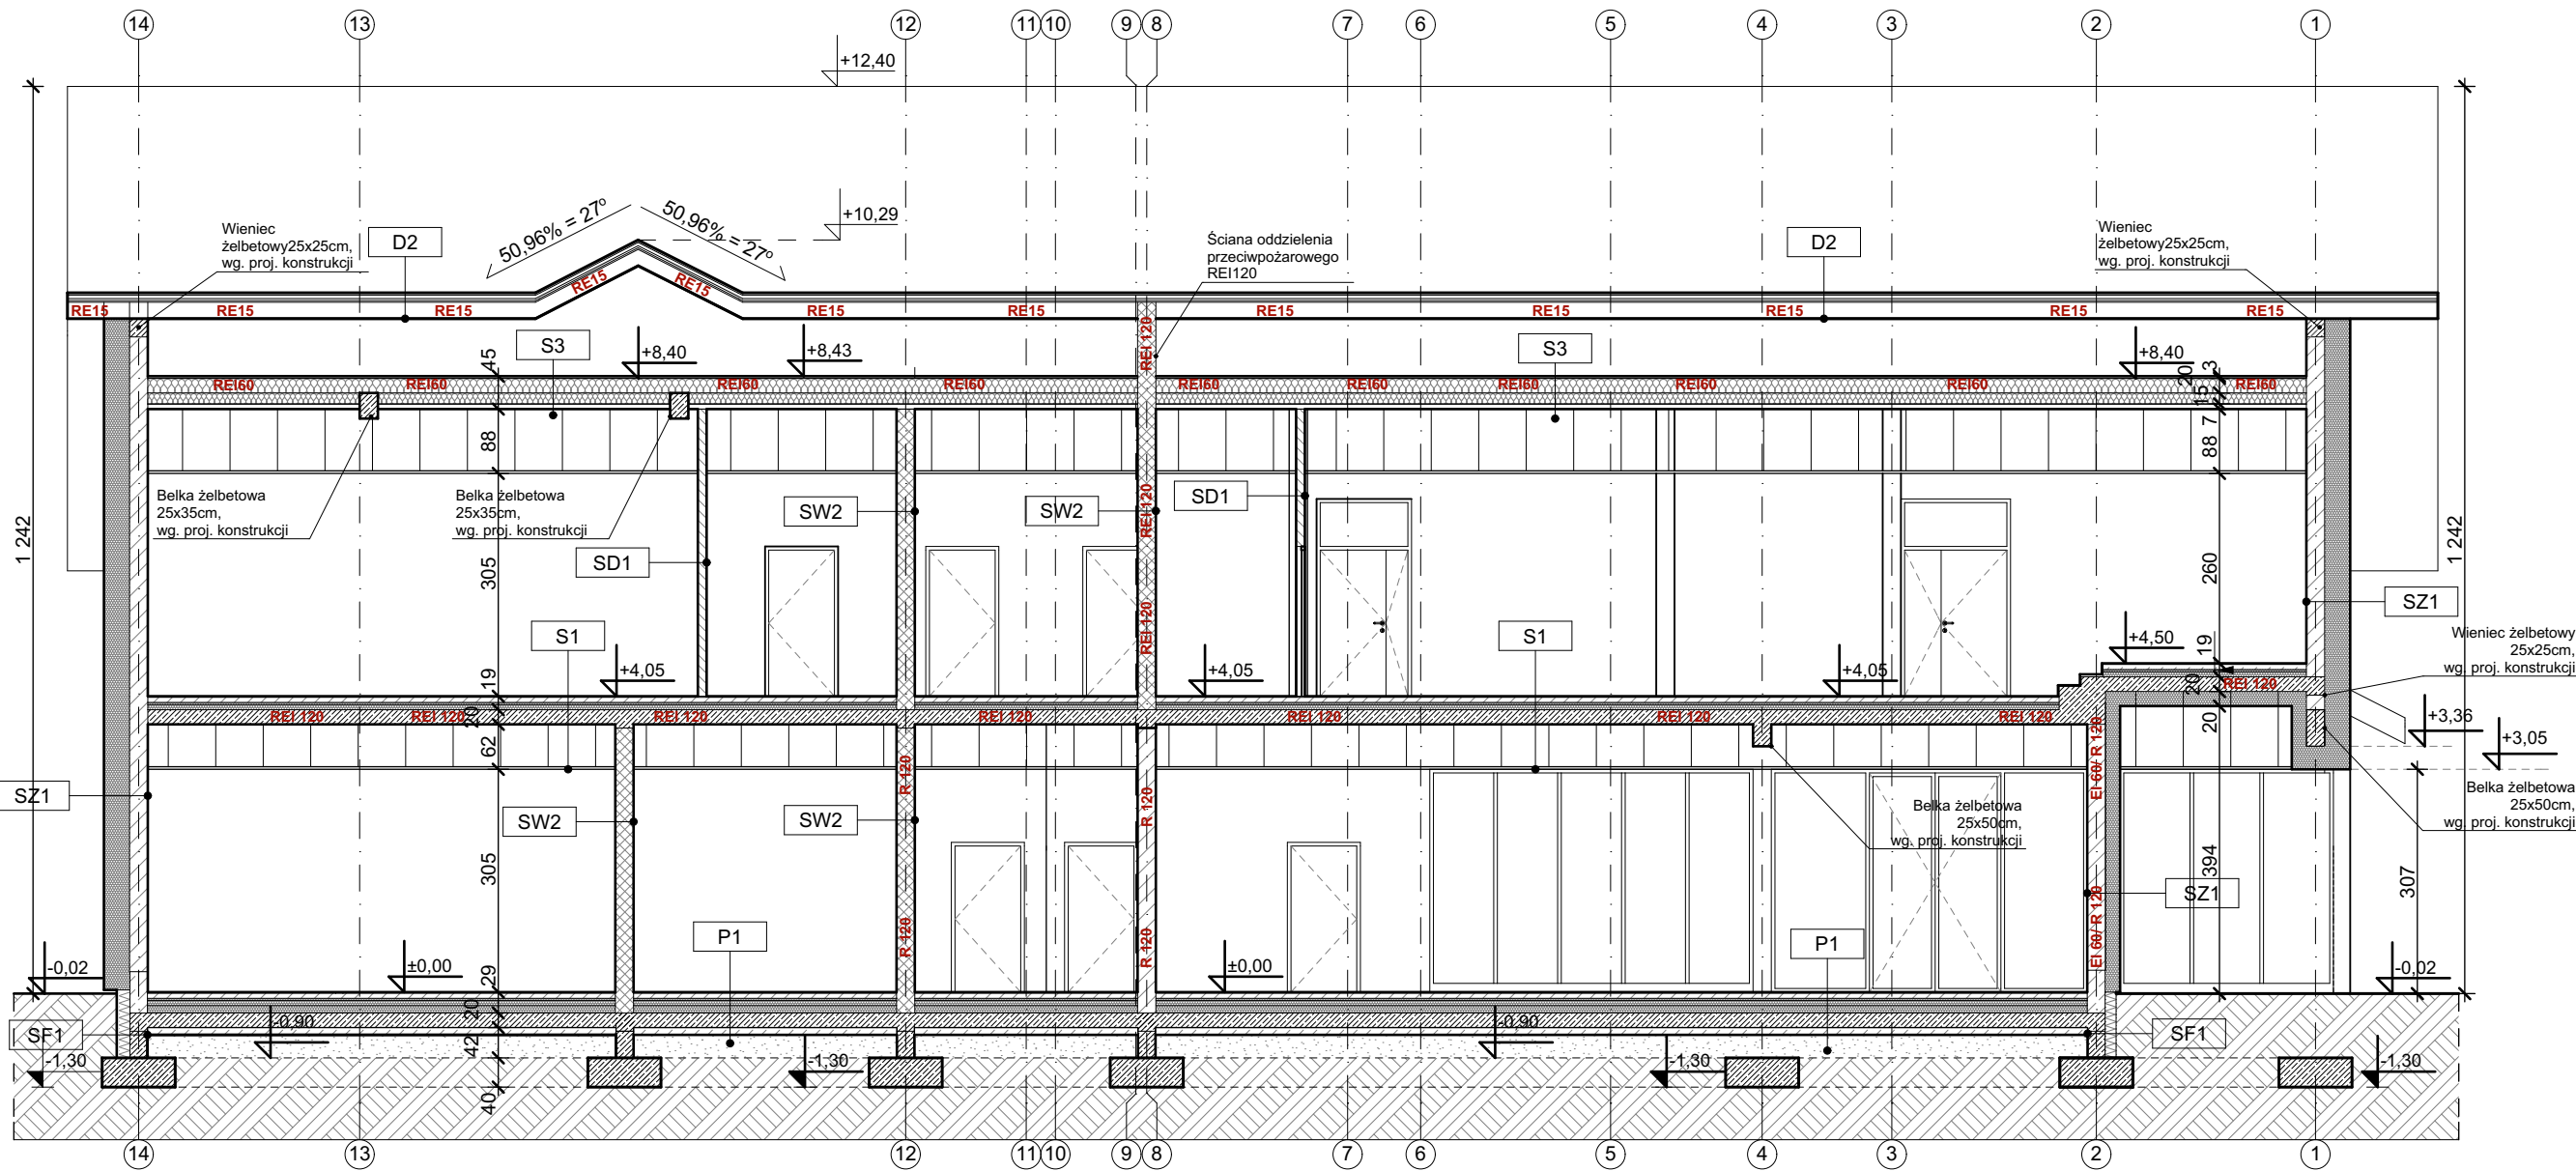 14 13 12 11 10 9 8 7 6 5 4 3 2 1
+12,40
50,96% = 27º
50,96% = 27º
+10,29
Wieniec
żelbetowy25x25cm,
wg. proj. konstrukcji
D2
Ściana oddzielenia
przeciwpożarowego
REI120
D2
Wieniec
żelbetowy25x25cm,
wg. proj. konstrukcji
RE15 RE15 RE15 RE15 RE15 RE15 RE15 RE15 RE15 RE15 RE15 RE15
REI 120
45
S3
+8,40
+8,43
S3
+8,40
3
20
15
7
REI60 REI60 REI60 REI60 REI60 REI60 REI60 REI60 REI60 REI60
88
88
Belka żelbetowa
25x35cm,
wg. proj. konstrukcji
Belka żelbetowa
25x35cm,
wg. proj. konstrukcji
SW2
SW2
REI 120
SD1
1 242
1 242
SD1
305
260
REI 120
SZ1
S1
S1
+4,50
19
Wieniec żelbetowy
25x25cm,
wg. proj. konstrukcji
19
+4,05
+4,05
+4,05
20
REI 120
20
REI 120 REI 120 REI 120 REI 120 REI 120 REI 120 REI 120
20
+3,36
+3,05
62
R 120
R 120
EI 60/ R 120
SZ1
SW2
SW2
Belka żelbetowa
25x50cm,
wg. proj. konstrukcji
Belka żelbetowa
25x50cm,
wg. proj. konstrukcji
305
394
307
SZ1
P1
P1
R 120
R 120
EI 60/ R 120
-0,02
±0,00
29
±0,00
-0,02
20
SF1
-0,90
-0,90
SF1
42
-1,30
-1,30
-1,30
-1,30
40
14 13 12 11 10 9 8 7 6 5 4 3 2 1